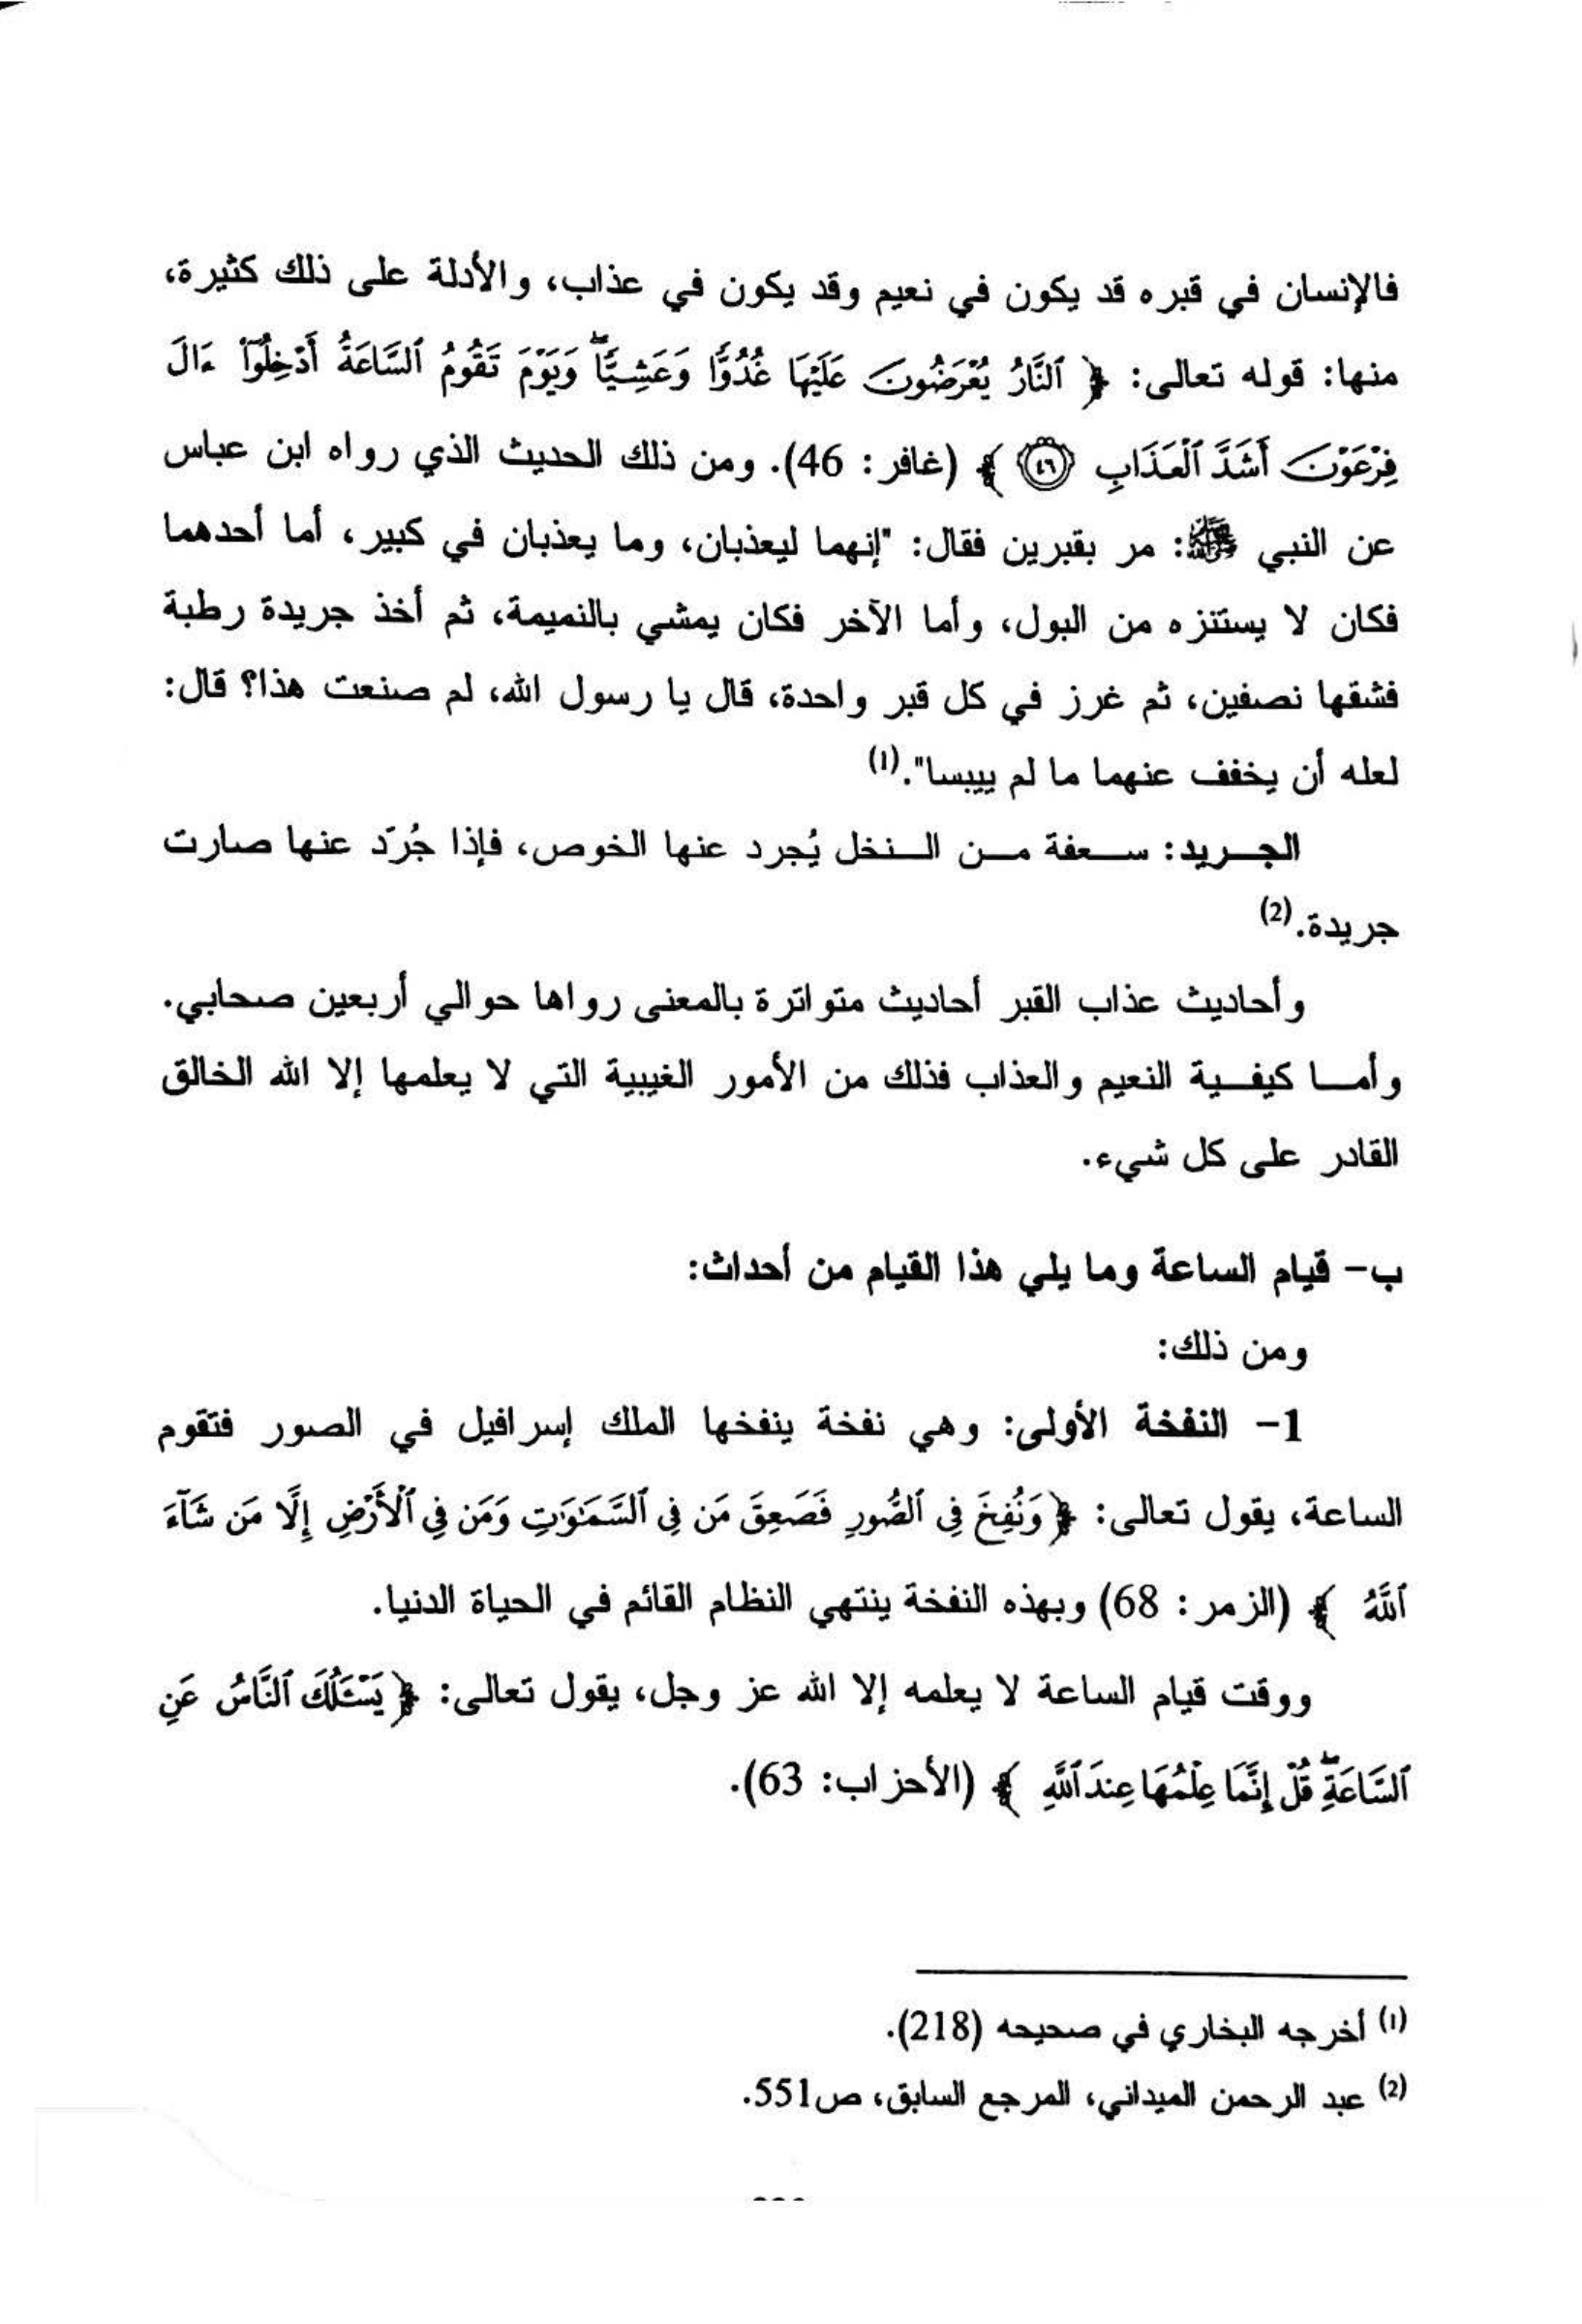 فالإنسان في قبره قد يكون في نعيم وقد يكون في عذاب، والأدلة على ذلك كثيرة،
منها: قوله تعالى: ﴿ ٱلنَّارُ يُعْرَضُونَ عَلَيْهَا غُدُوًّا وَعَشِيًّا ۖ وَيَوْمَ تَقُومُ ٱلسَّاعَةُ أَدْخِلُوٓا۟ ءَالَ
فِرْعَوْنَ أَشَدَّ ٱلْعَذَابِ ٤٦ ﴾ (غافر: 46). ومن ذلك الحديث الذي رواه ابن عباس
عن النبي ﷺ: مر بقبرين فقال: "إنهما ليعذبان، وما يعذبان في كبير، أما أحدهما
فكان لا يستنزه من البول، وأما الآخر فكان يمشي بالنميمة، ثم أخذ جريدة رطبة
فشقها نصفين، ثم غرز في كل قبر واحدة، قال يا رسول الله، لم صنعت هذا؟ قال:
لعله أن يخفف عنهما ما لم ييبسا".(1)
الجـــريد: ســـعفة مـــن الـــنخل يُجرد عنها الخوص، فإذا جُرّد عنها صارت
جريدة.(2)
وأحاديث عذاب القبر أحاديث متواترة بالمعنى رواها حوالي أربعين صحابي.
وأمـــا كيفـــية النعيم والعذاب فذلك من الأمور الغيبية التي لا يعلمها إلا الله الخالق
القادر على كل شيء.
ب- قيام الساعة وما يلي هذا القيام من أحداث:
ومن ذلك:
1- النفخة الأولى: وهي نفخة ينفخها الملك إسرافيل في الصور فتقوم
الساعة، يقول تعالى: ﴿ وَنُفِخَ فِى ٱلصُّورِ فَصَعِقَ مَن فِى ٱلسَّمَـٰوَٰتِ وَمَن فِى ٱلْأَرْضِ إِلَّا مَن شَآءَ
ٱللَّهُ ﴾ (الزمر: 68) وبهذه النفخة ينتهي النظام القائم في الحياة الدنيا.
ووقت قيام الساعة لا يعلمه إلا الله عز وجل، يقول تعالى: ﴿ يَسْـَٔلُكَ ٱلنَّاسُ عَنِ
ٱلسَّاعَةِ ۖ قُلْ إِنَّمَا عِلْمُهَا عِندَ ٱللَّهِ ﴾ (الأحزاب: 63).
(1) أخرجه البخاري في صحيحه (218).
(2) عبد الرحمن الميداني، المرجع السابق، ص551.